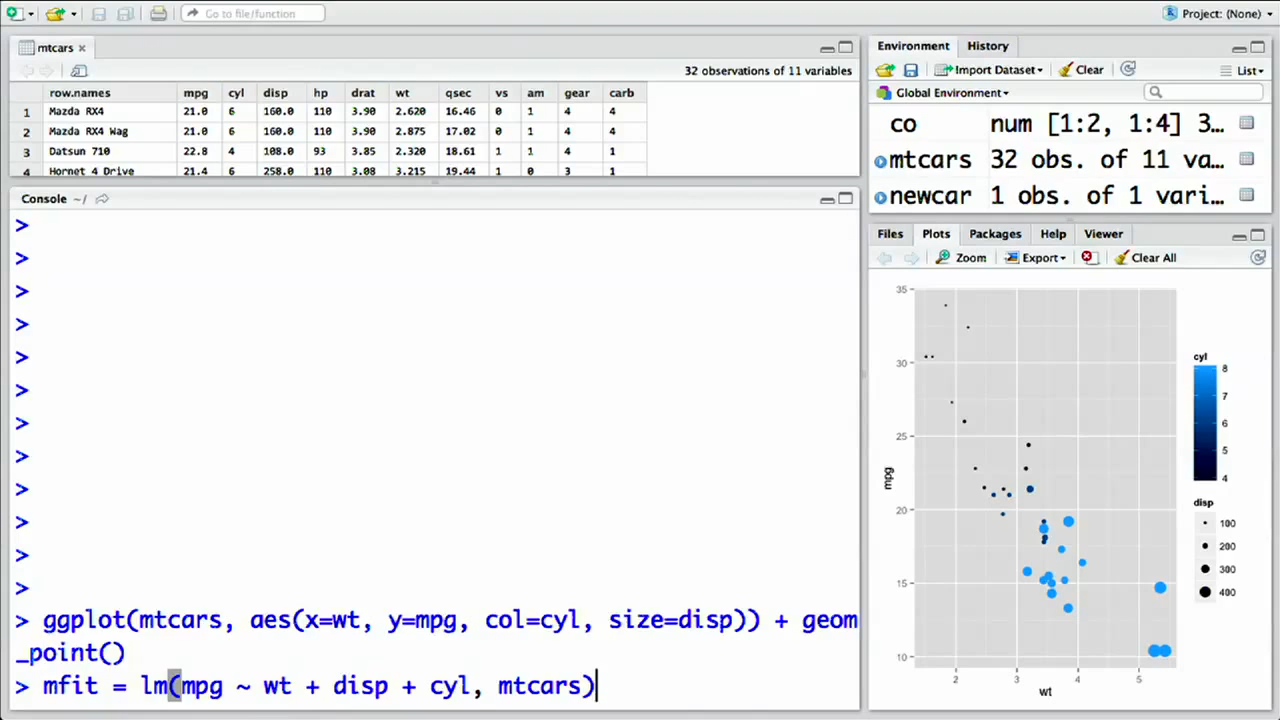 Go to file/function
Project: (None)
mtcars
32 observations of 11 variables
row.names mpg cyl disp hp drat wt qsec vs am gear carb
1 Mazda RX4 21.0 6 160.0 110 3.90 2.620 16.46 0 1 4 4
2 Mazda RX4 Wag 21.0 6 160.0 110 3.90 2.875 17.02 0 1 4 4
3 Datsun 710 22.8 4 108.0 93 3.85 2.320 18.61 1 1 4 1
4 Hornet 4 Drive 21.4 6 258.0 110 3.08 3.215 19.44 1 0 3 1
Console ~/
>
>
>
>
>
>
>
>
>
>
>
>
> ggplot(mtcars, aes(x=wt, y=mpg, col=cyl, size=disp)) + geom
_point()
> mfit = lm(mpg ~ wt + disp + cyl, mtcars)
Environment History
Import Dataset Clear List
Global Environment
co num [1:2, 1:4] 3…
mtcars 32 obs. of 11 va…
newcar 1 obs. of 1 vari…
Files Plots Packages Help Viewer
Zoom Export Clear All
35
30
25
20
15
10
mpg
2 3 4 5
wt
cyl
8
7
6
5
4
disp
100
200
300
400